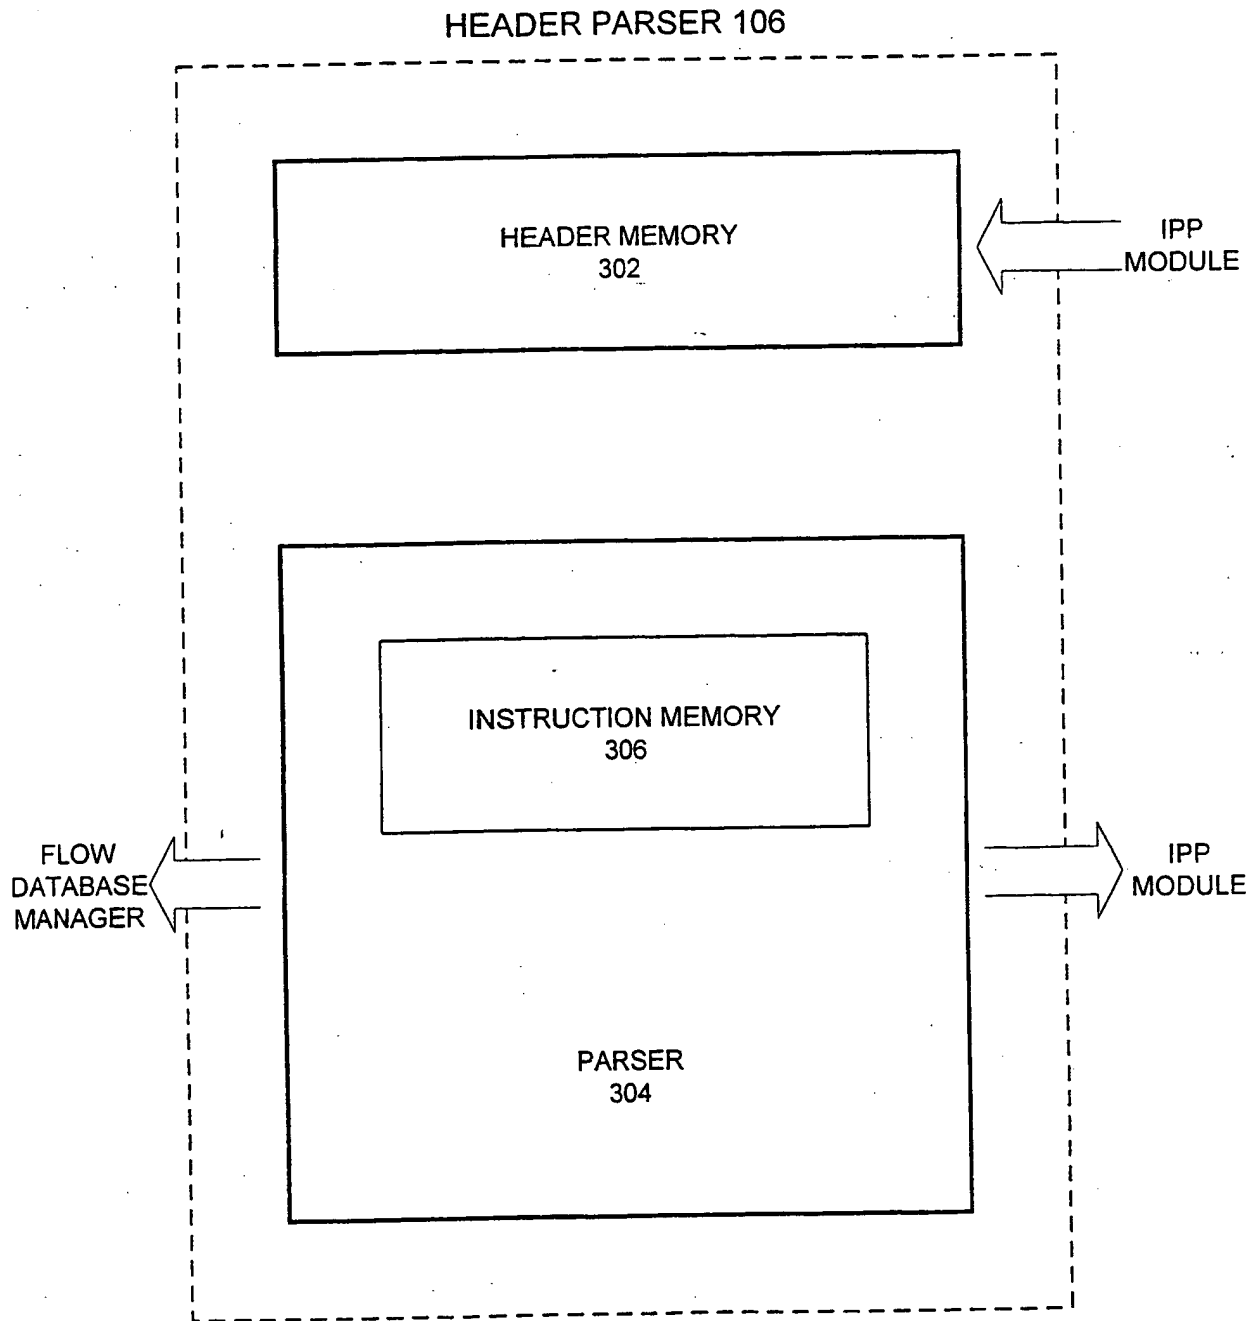 HEADER PARSER 106
HEADER MEMORY
302
IPP
MODULE
INSTRUCTION MEMORY
306
FLOW
DATABASE
MANAGER
IPP
MODULE
PARSER
304